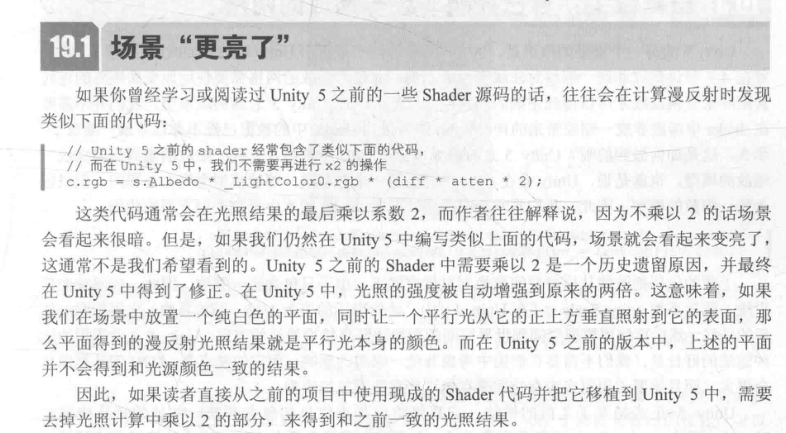 19.1 场景“更亮了”
如果你曾经学习或阅读过 Unity 5 之前的一些 Shader 源码的话，往往会在计算漫反射时发现
类似下面的代码：
// Unity 5 之前的 shader 经常包含了类似下面的代码，
// 而在 Unity 5 中，我们不需要再进行 x2 的操作
c.rgb = s.Albedo * _LightColor0.rgb * (diff * atten * 2);
这类代码通常会在光照结果的最后乘以系数 2，而作者往往解释说，因为不乘以 2 的话场景
会看起来很暗。但是，如果我们仍然在 Unity 5 中编写类似上面的代码，场景就会看起来变亮了，
这通常不是我们希望看到的。Unity 5 之前的 Shader 中需要乘以 2 是一个历史遗留原因，并最终
在 Unity 5 中得到了修正。在 Unity 5 中，光照的强度被自动增强到原来的两倍。这意味着，如果
我们在场景中放置一个纯白色的平面，同时让一个平行光从它的正上方垂直照射到它的表面，那
么平面得到的漫反射光照结果就是平行光本身的颜色。而在 Unity 5 之前的版本中，上述的平面
并不会得到和光源颜色一致的结果。
因此，如果读者直接从之前的项目中使用现成的 Shader 代码并把它移植到 Unity 5 中，需要
去掉光照计算中乘以 2 的部分，来得到和之前一致的光照结果。